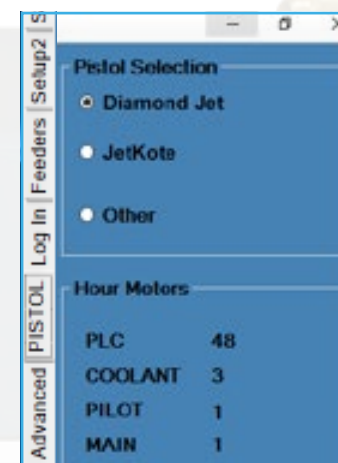 Setup2
Feeders
Log In
PISTOL
Advanced
Pistol Selection
Diamond Jet
JetKote
Other
Hour Motors
PLC 48
COOLANT 3
PILOT 1
MAIN 1